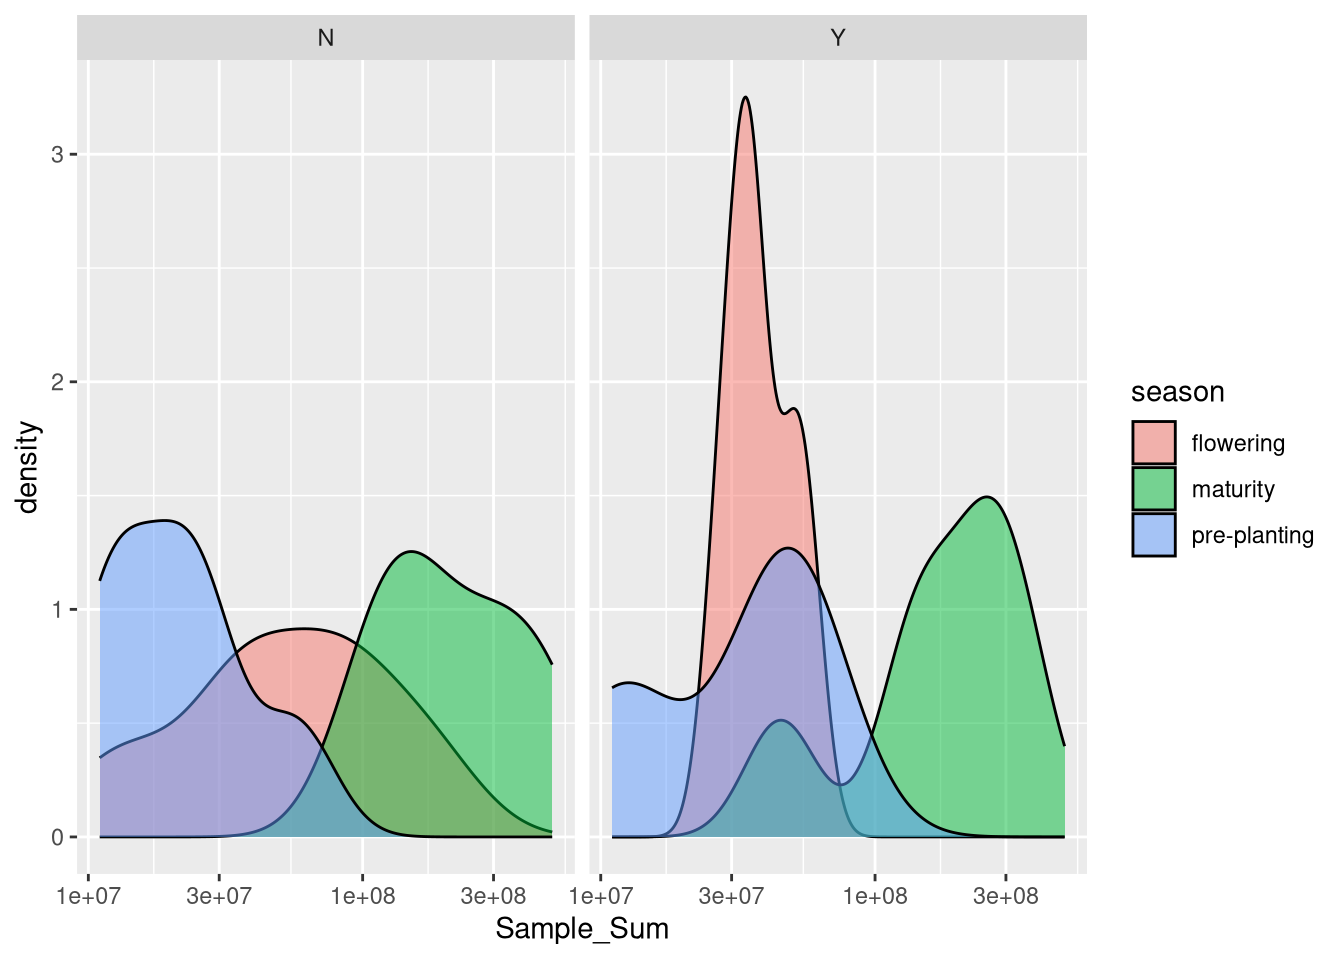 N
Y
3
2
1
0
density
1e+07
3e+07
1e+08
3e+08
1e+07
3e+07
1e+08
3e+08
Sample_Sum
season
flowering
maturity
pre-planting